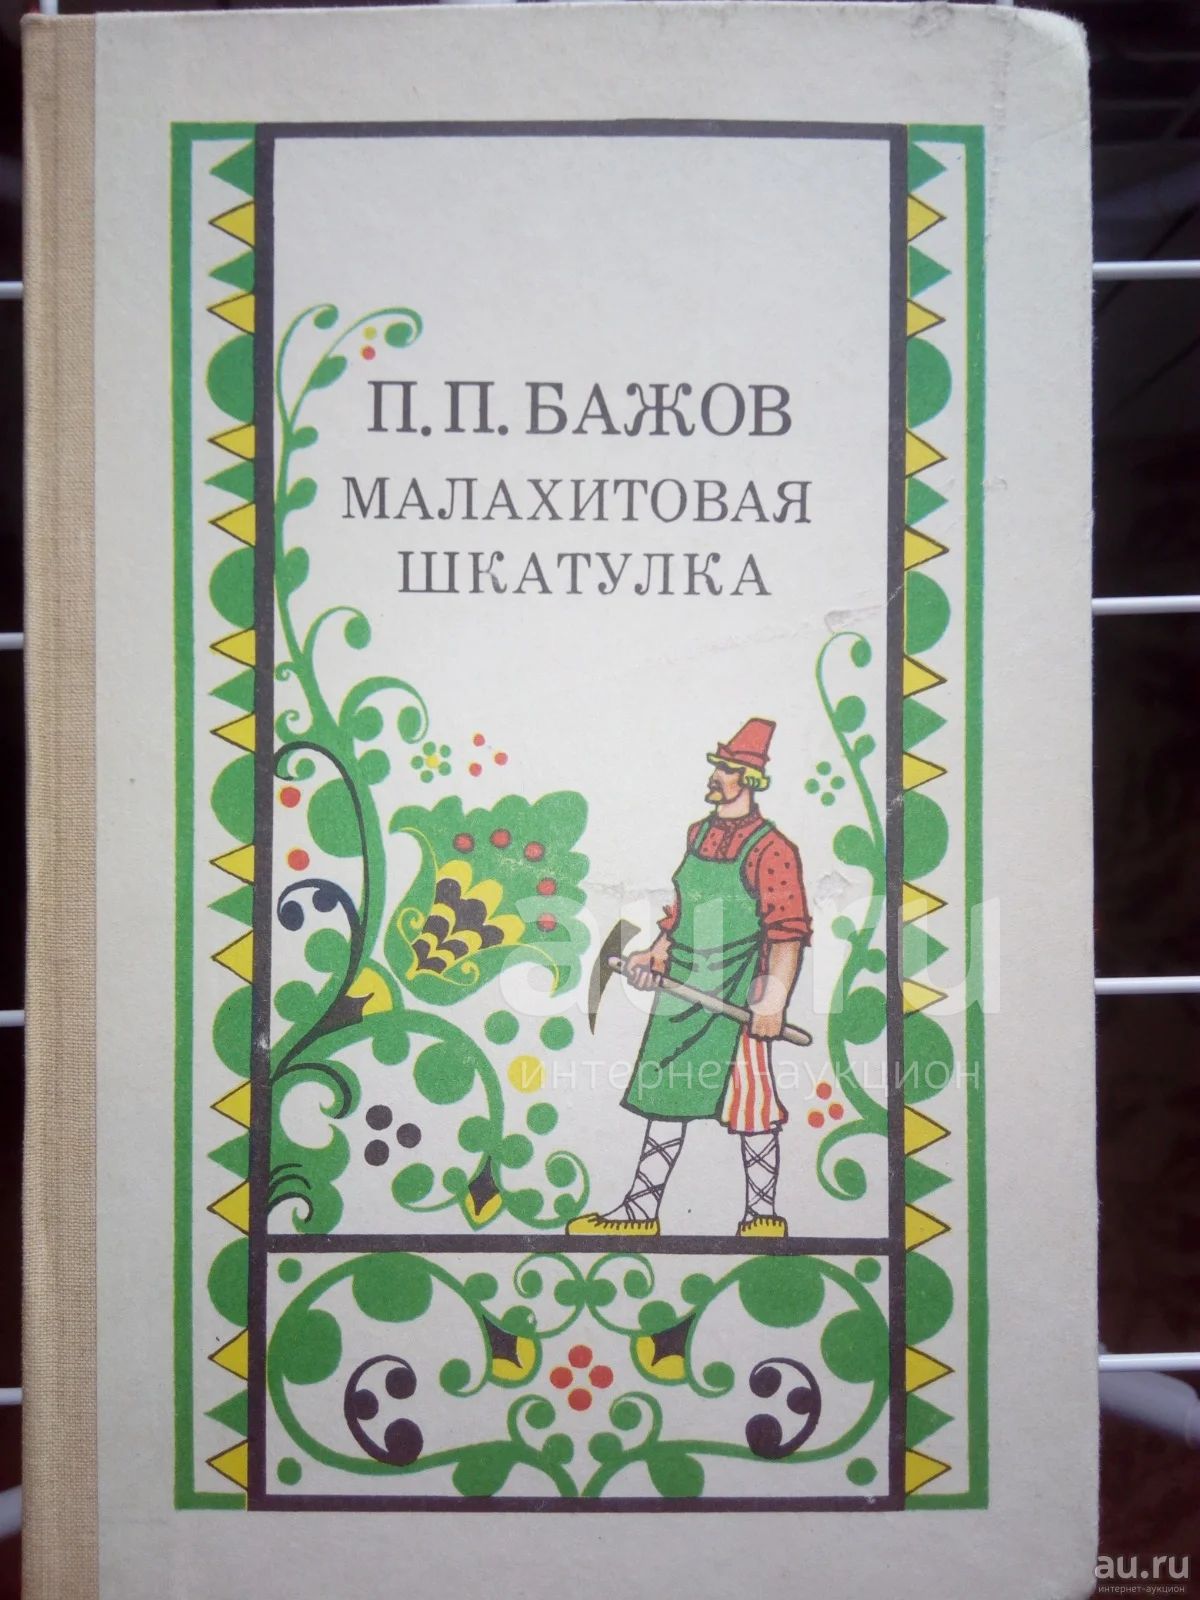 П. П. БАЖОВ
МАЛАХИТОВАЯ
ШКАТУЛКА
au.ru
интернет-аукцион
au.ru
интернет-аукцион